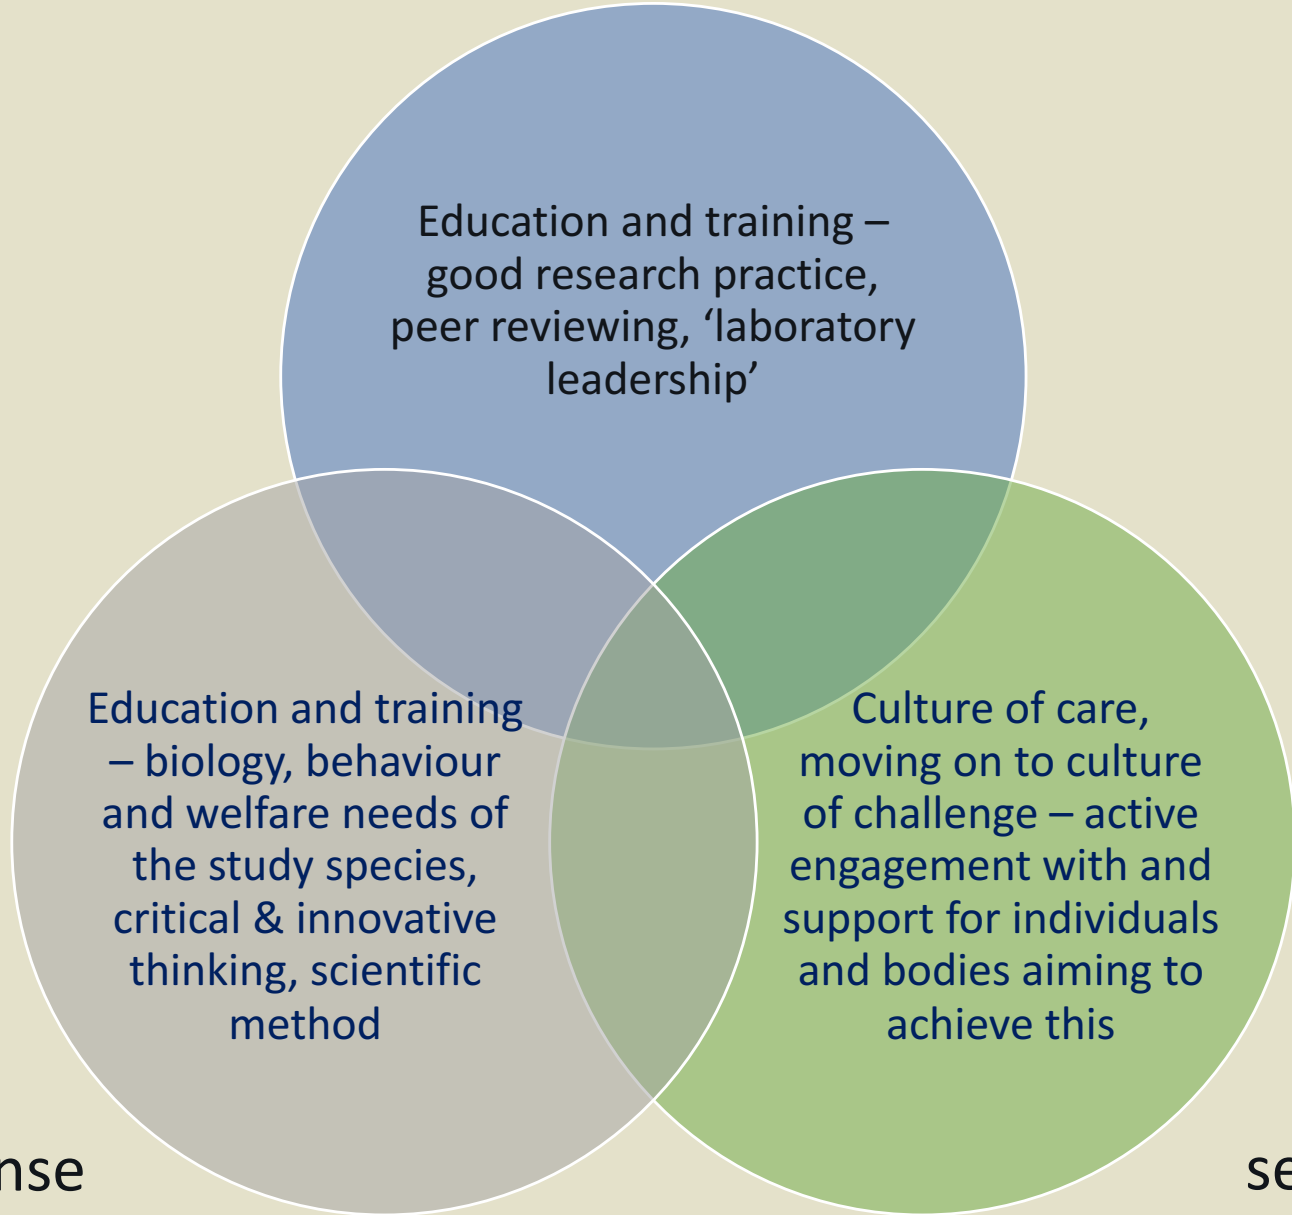 Education and training –
good research practice,
peer reviewing, ‘laboratory
leadership’
Education and training
– biology, behaviour
and welfare needs of
the study species,
critical & innovative
thinking, scientific
method
Culture of care,
moving on to culture
of challenge – active
engagement with and
support for individuals
and bodies aiming to
achieve this
nse
se